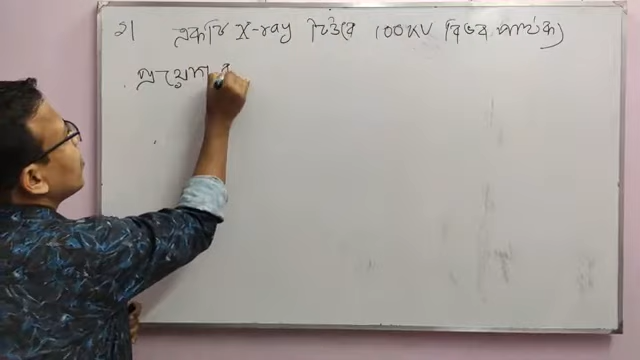 ২। একটি X-ray টিউবে 100KV বিভব পার্থক্য
প্রয়োগ ক